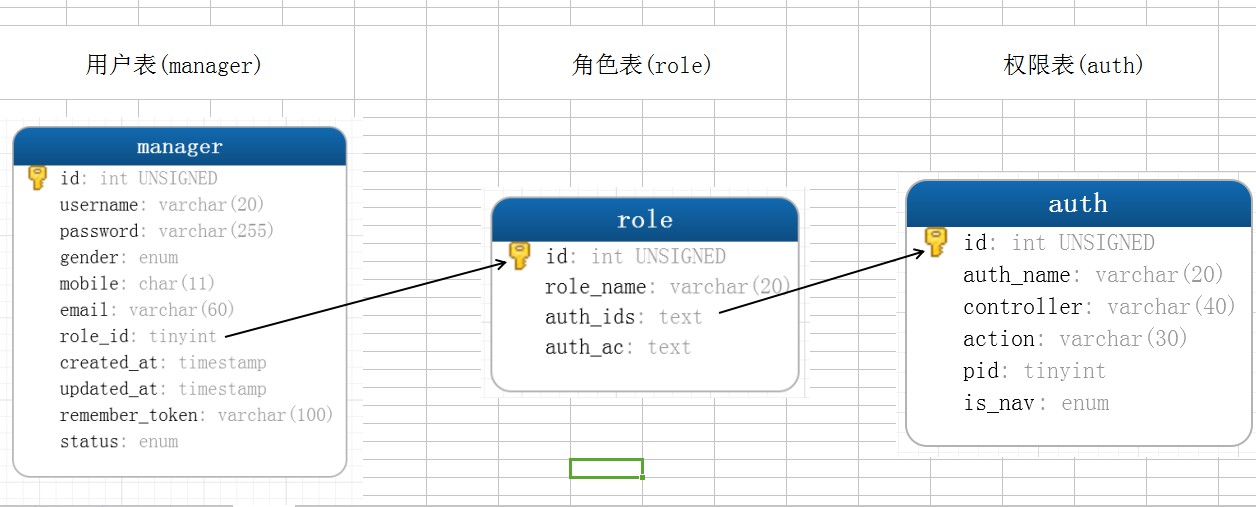 用户表(manager)
角色表(role)
权限表(auth)
manager
id: int UNSIGNED
username: varchar(20)
password: varchar(255)
gender: enum
mobile: char(11)
email: varchar(60)
role_id: tinyint
created_at: timestamp
updated_at: timestamp
remember_token: varchar(100)
status: enum
role
id: int UNSIGNED
role_name: varchar(20)
auth_ids: text
auth_ac: text
auth
id: int UNSIGNED
auth_name: varchar(20)
controller: varchar(40)
action: varchar(30)
pid: tinyint
is_nav: enum